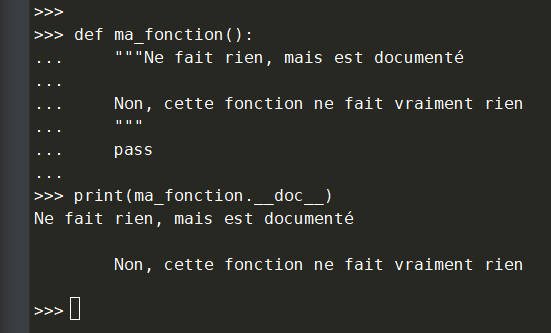 >>>
>>> def ma_fonction():
...     """Ne fait rien, mais est documenté
...
...     Non, cette fonction ne fait vraiment rien
...     """
...     pass
...
>>> print(ma_fonction.__doc__)
Ne fait rien, mais est documenté

        Non, cette fonction ne fait vraiment rien

>>>